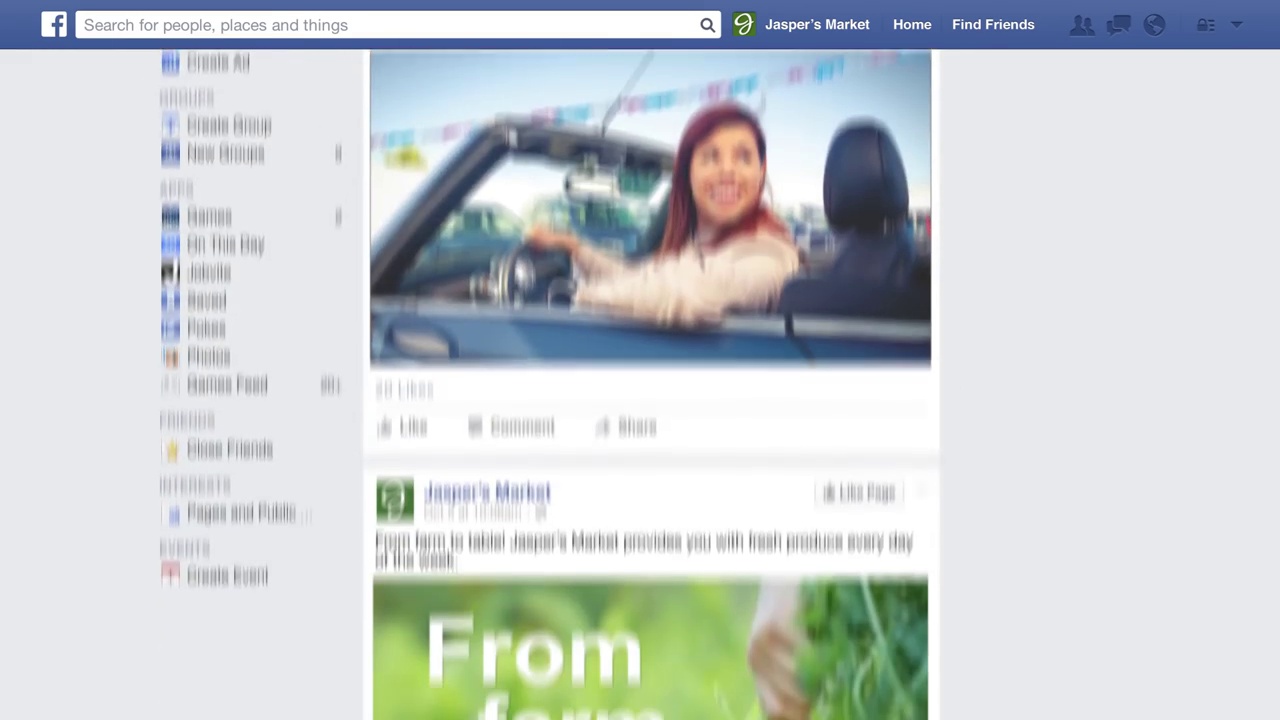 Search for people, places and things
Jasper's Market
Home
Find Friends
Create Ad
GROUPS
Create Group
New Groups
APPS
Games
On This Day
Jobvite
Saved
Pokes
Photos
Games Feed
FRIENDS
Close Friends
INTERESTS
Pages and Public
EVENTS
Create Event
Likes
Like
Comment
Share
Jasper's Market
Like Page
From farm to table! Jasper's Market provides you with fresh produce every day
of the week.
From
farm